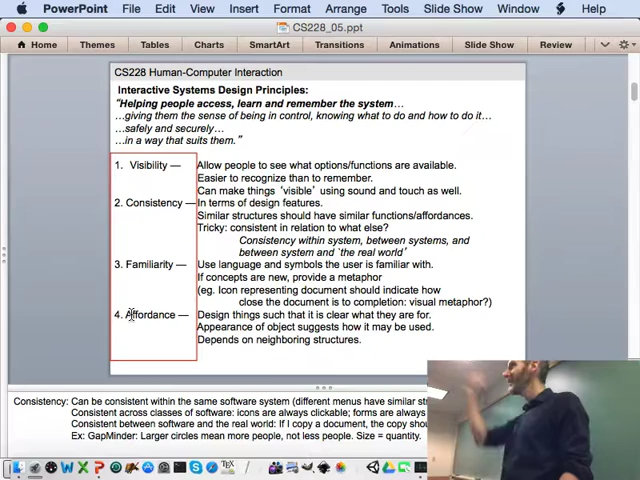 PowerPoint File Edit View Insert Format Arrange Tools Slide Show Window Help
CS228_05.ppt
Home Themes Tables Charts SmartArt Transitions Animations Slide Show Review
CS228 Human-Computer Interaction
Interactive Systems Design Principles:
"Helping people access, learn and remember the system…
…giving them the sense of being in control, knowing what to do and how to do it…
…safely and securely…
…in a way that suits them."
1. Visibility — Allow people to see what options/functions are available.
Easier to recognize than to remember.
Can make things 'visible' using sound and touch as well.
2. Consistency — In terms of design features.
Similar structures should have similar functions/affordances.
Tricky: consistent in relation to what else?
Consistency within system, between systems, and
between system and 'the real world'
3. Familiarity — Use language and symbols the user is familiar with.
If concepts are new, provide a metaphor
(eg. Icon representing document should indicate how
close the document is to completion: visual metaphor?)
4. Affordance — Design things such that it is clear what they are for.
Appearance of object suggests how it may be used.
Depends on neighboring structures.
Consistency: Can be consistent within the same software system (different menus have similar
Consistent across classes of software: icons are always clickable; forms are always
Consistent between software and the real world: If I copy a document, the copy
Ex: GapMinder: Larger circles mean more people, not less people. Size = quantity.